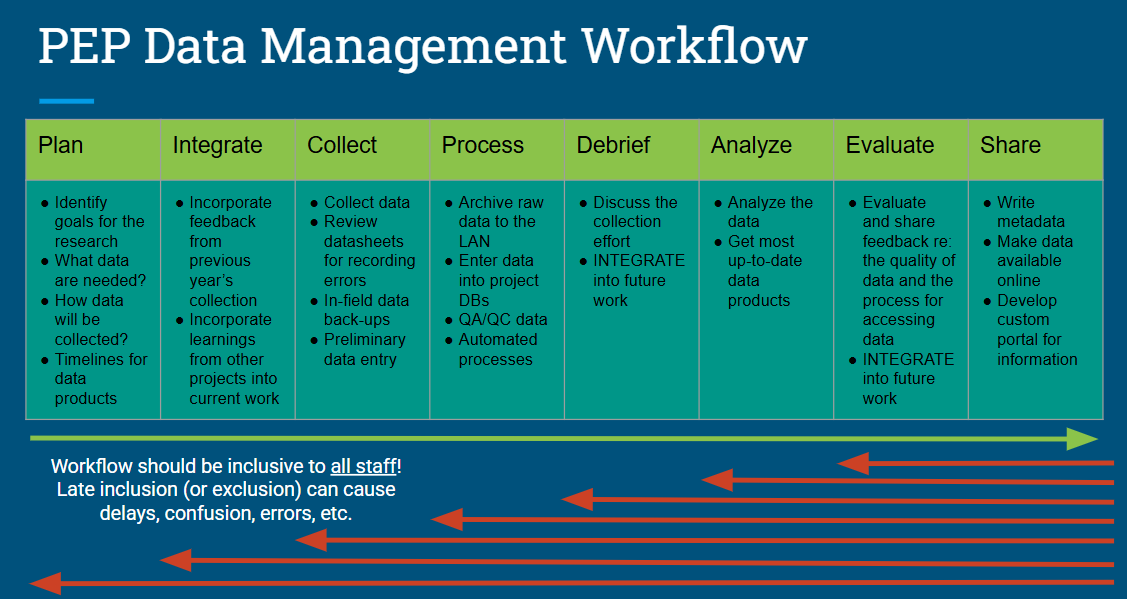 PEP Data Management Workflow
Plan
Integrate
Collect
Process
Debrief
Analyze
Evaluate
Share
● Identify
goals for the
research
● What data
are needed?
● How data
will be
collected?
● Timelines for
data
products
● Incorporate
feedback
from
previous
year’s
collection
● Incorporate
learnings
from other
projects into
current work
● Collect data
● Review
datasheets
for recording
errors
● In-field data
back-ups
● Preliminary
data entry
● Archive raw
data to the
LAN
● Enter data
into project
DBs
● QA/QC data
● Automated
processes
● Discuss the
collection
effort
● INTEGRATE
into future
work
● Analyze the
data
● Get most
up-to-date
data
products
● Evaluate
and share
feedback re:
the quality of
data and the
process for
accessing
data
● INTEGRATE
into future
work
● Write
metadata
● Make data
available
online
● Develop
custom
portal for
information
Workflow should be inclusive to all staff!
Late inclusion (or exclusion) can cause
delays, confusion, errors, etc.